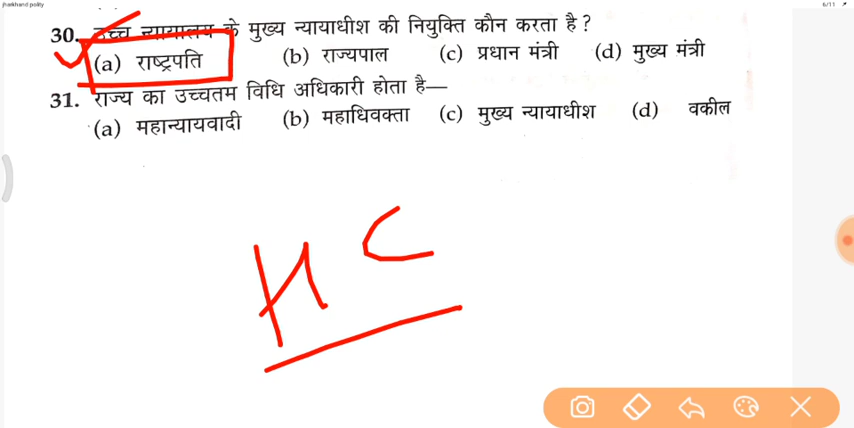 jharkhand polity
6/11
30. उच्च न्यायालय के मुख्य न्यायाधीश की नियुक्ति कौन करता है ?
(a) राष्ट्रपति (b) राज्यपाल (c) प्रधान मंत्री (d) मुख्य मंत्री
31. राज्य का उच्चतम विधि अधिकारी होता है—
(a) महान्यायवादी (b) महाधिवक्ता (c) मुख्य न्यायाधीश (d) वकील
HC